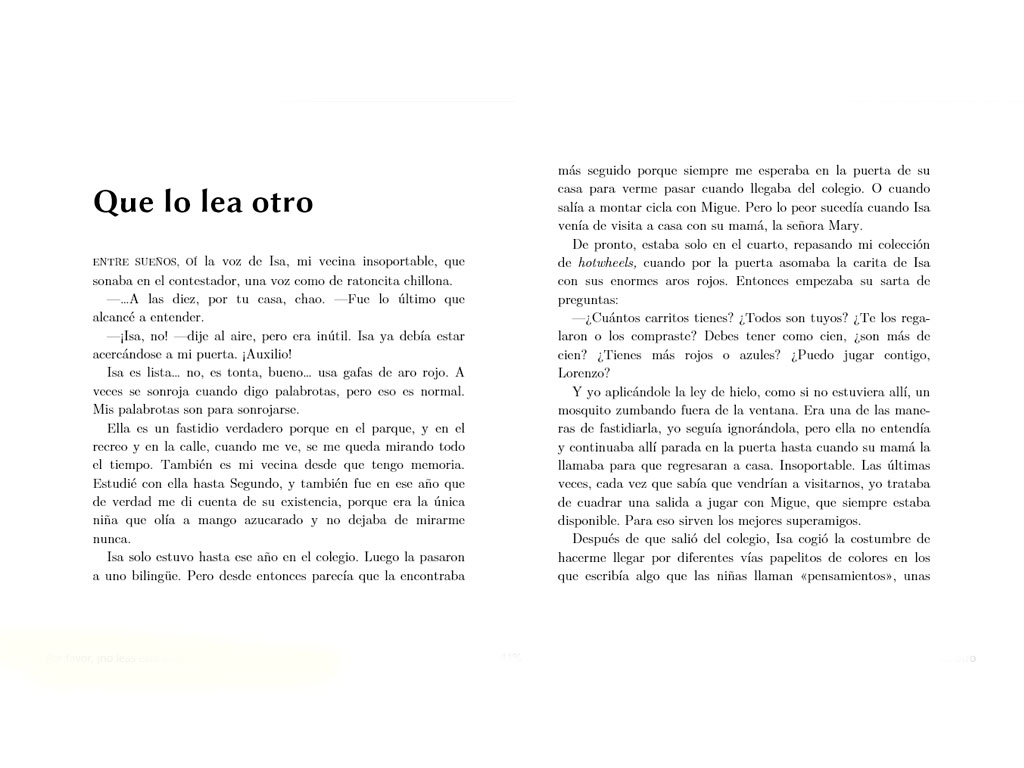 Que lo lea otro
ENTRE SUEÑOS, OÍ la voz de Isa, mi vecina insoportable, que
sonaba en el contestador, una voz como de ratoncita chillona.
—…A las diez, por tu casa, chao. —Fue lo último que
alcancé a entender.
—¡Isa, no! —dije al aire, pero era inútil. Isa ya debía estar
acercándose a mi puerta. ¡Auxilio!
Isa es lista… no, es tonta, bueno… usa gafas de aro rojo. A
veces se sonroja cuando digo palabrotas, pero eso es normal.
Mis palabrotas son para sonrojarse.
Ella es un fastidio verdadero porque en el parque, y en el
recreo y en la calle, cuando me ve, se me queda mirando todo
el tiempo. También es mi vecina desde que tengo memoria.
Estudié con ella hasta Segundo, y también fue en ese año que
de verdad me di cuenta de su existencia, porque era la única
niña que olía a mango azucarado y no dejaba de mirarme
nunca.
Isa solo estuvo hasta ese año en el colegio. Luego la pasaron
a uno bilingüe. Pero desde entonces parecía que la encontraba
más seguido porque siempre me esperaba en la puerta de su
casa para verme pasar cuando llegaba del colegio. O cuando
salía a montar cicla con Migue. Pero lo peor sucedía cuando Isa
venía de visita a casa con su mamá, la señora Mary.
De pronto, estaba solo en el cuarto, repasando mi colección
de hotwheels, cuando por la puerta asomaba la carita de Isa
con sus enormes aros rojos. Entonces empezaba su sarta de
preguntas:
—¿Cuántos carritos tienes? ¿Todos son tuyos? ¿Te los rega-
laron o los compraste? Debes tener como cien, ¿son más de
cien? ¿Tienes más rojos o azules? ¿Puedo jugar contigo,
Lorenzo?
Y yo aplicándole la ley de hielo, como si no estuviera allí, un
mosquito zumbando fuera de la ventana. Era una de las mane-
ras de fastidiarla, yo seguía ignorándola, pero ella no entendía
y continuaba allí parada en la puerta hasta cuando su mamá la
llamaba para que regresaran a casa. Insoportable. Las últimas
veces, cada vez que sabía que vendrían a visitarnos, yo trataba
de cuadrar una salida a jugar con Migue, que siempre estaba
disponible. Para eso sirven los mejores superamigos.
Después de que salió del colegio, Isa cogió la costumbre de
hacerme llegar por diferentes vías papelitos de colores en los
que escribía algo que las niñas llaman «pensamientos», unas